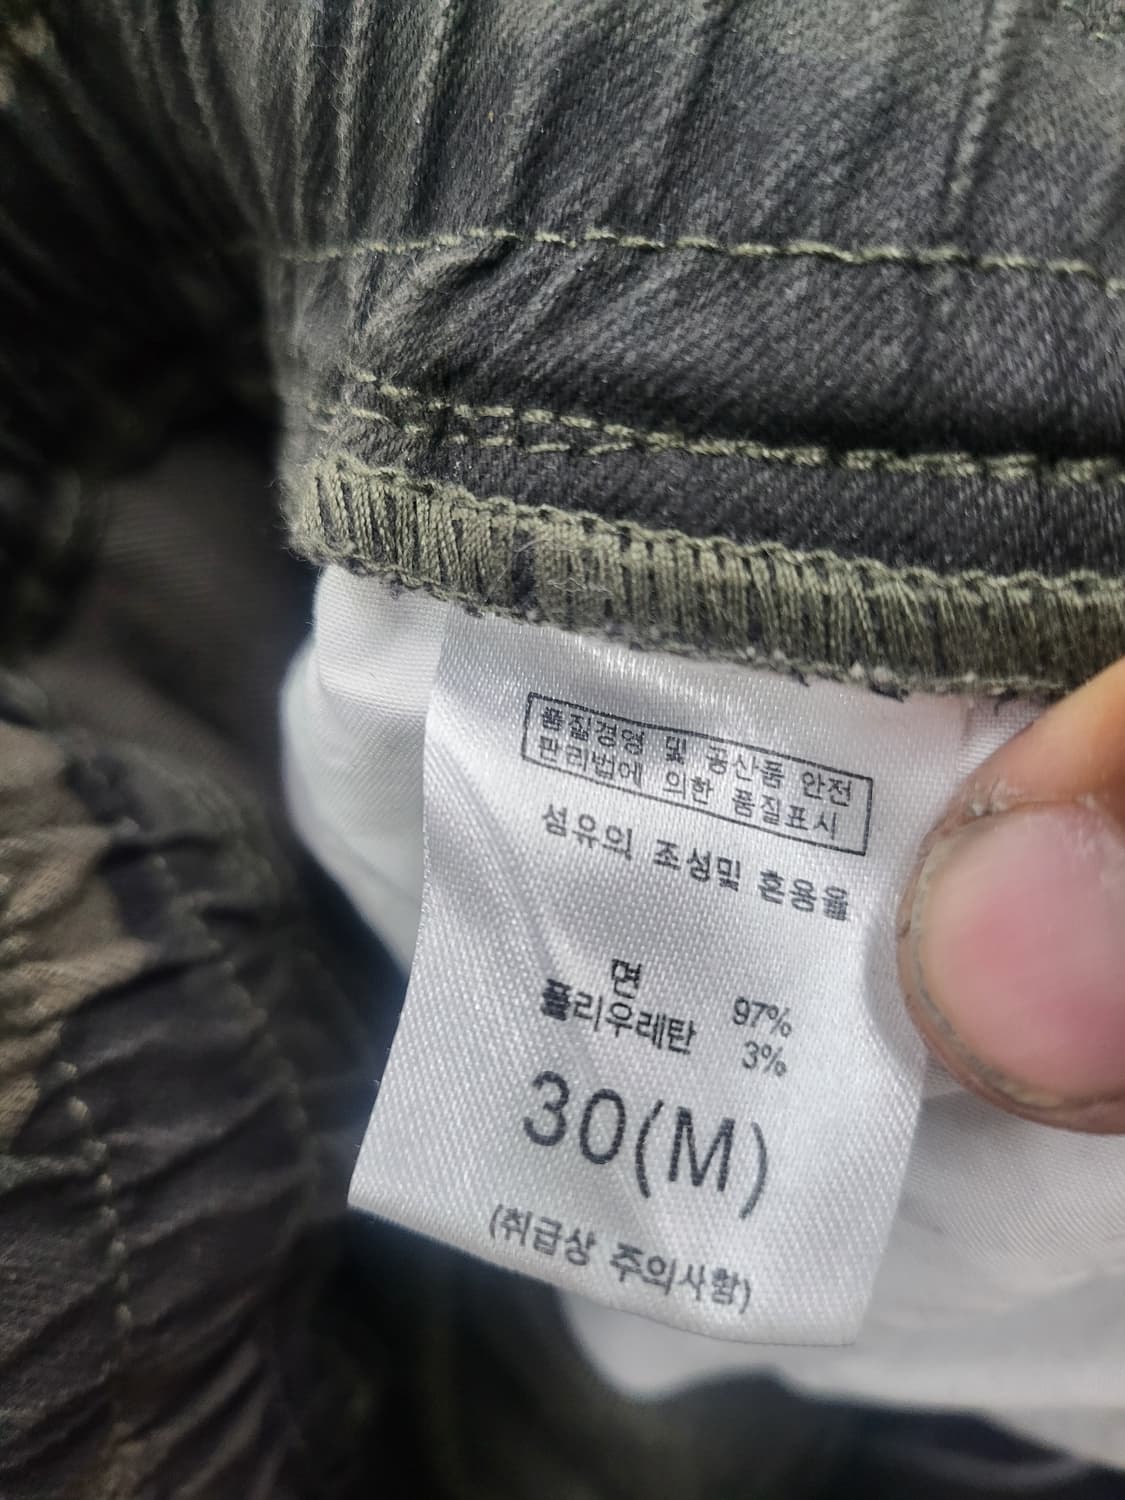 품질경영 및 공산품 안전
관리법에 의한 품질표시
섬유의 조성및 혼용율
면 97%
폴리우레탄 3%
30(M)
(취급상 주의사항)